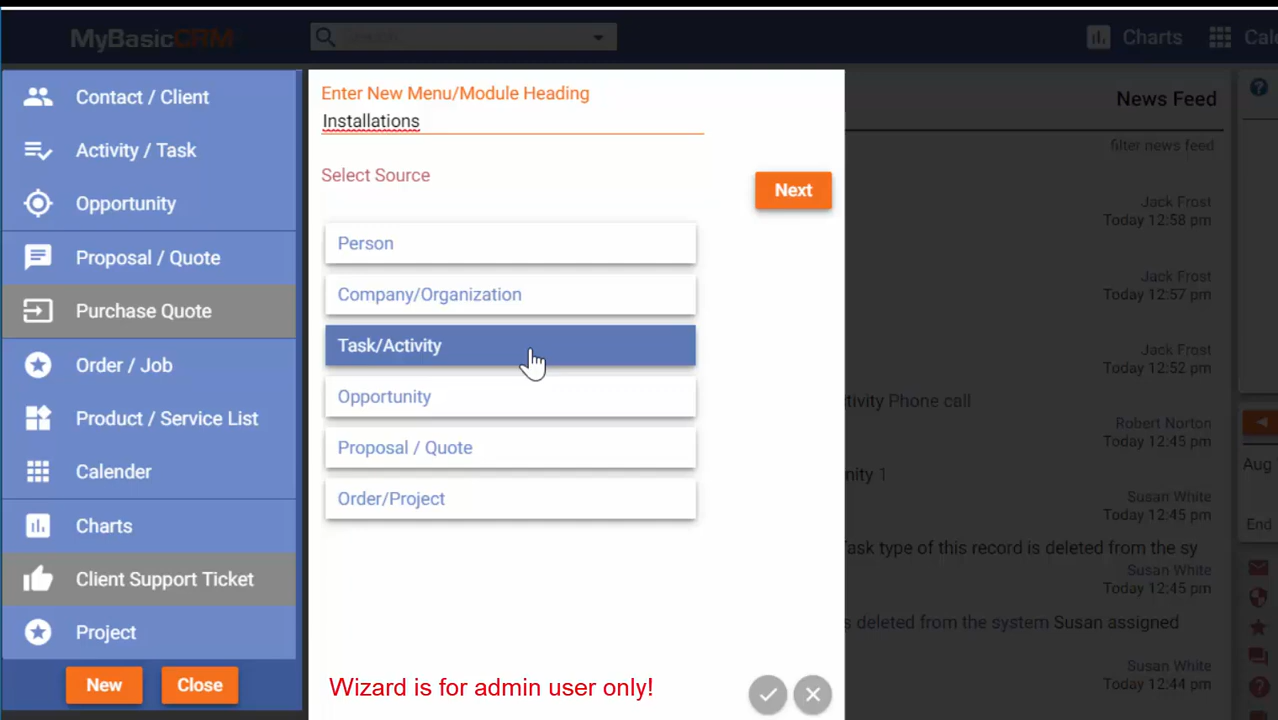 MyBasicCRM
Charts
Cale
Contact / Client
Activity / Task
Opportunity
Proposal / Quote
Purchase Quote
Order / Job
Product / Service List
Calender
Charts
Client Support Ticket
Project
New
Close
Enter New Menu/Module Heading
Installations
Select Source
Next
Person
Company/Organization
Task/Activity
Opportunity
Proposal / Quote
Order/Project
Wizard is for admin user only!
News Feed
filter news feed
Jack Frost
Today 12:58 pm
Jack Frost
Today 12:57 pm
Jack Frost
Today 12:52 pm
tivity Phone call
Robert Norton
Today 12:45 pm
nity 1
Susan White
Today 12:45 pm
Task type of this record is deleted from the sy
Susan White
Today 12:45 pm
s deleted from the system Susan assigned
Susan White
Today 12:44 pm
Aug
End